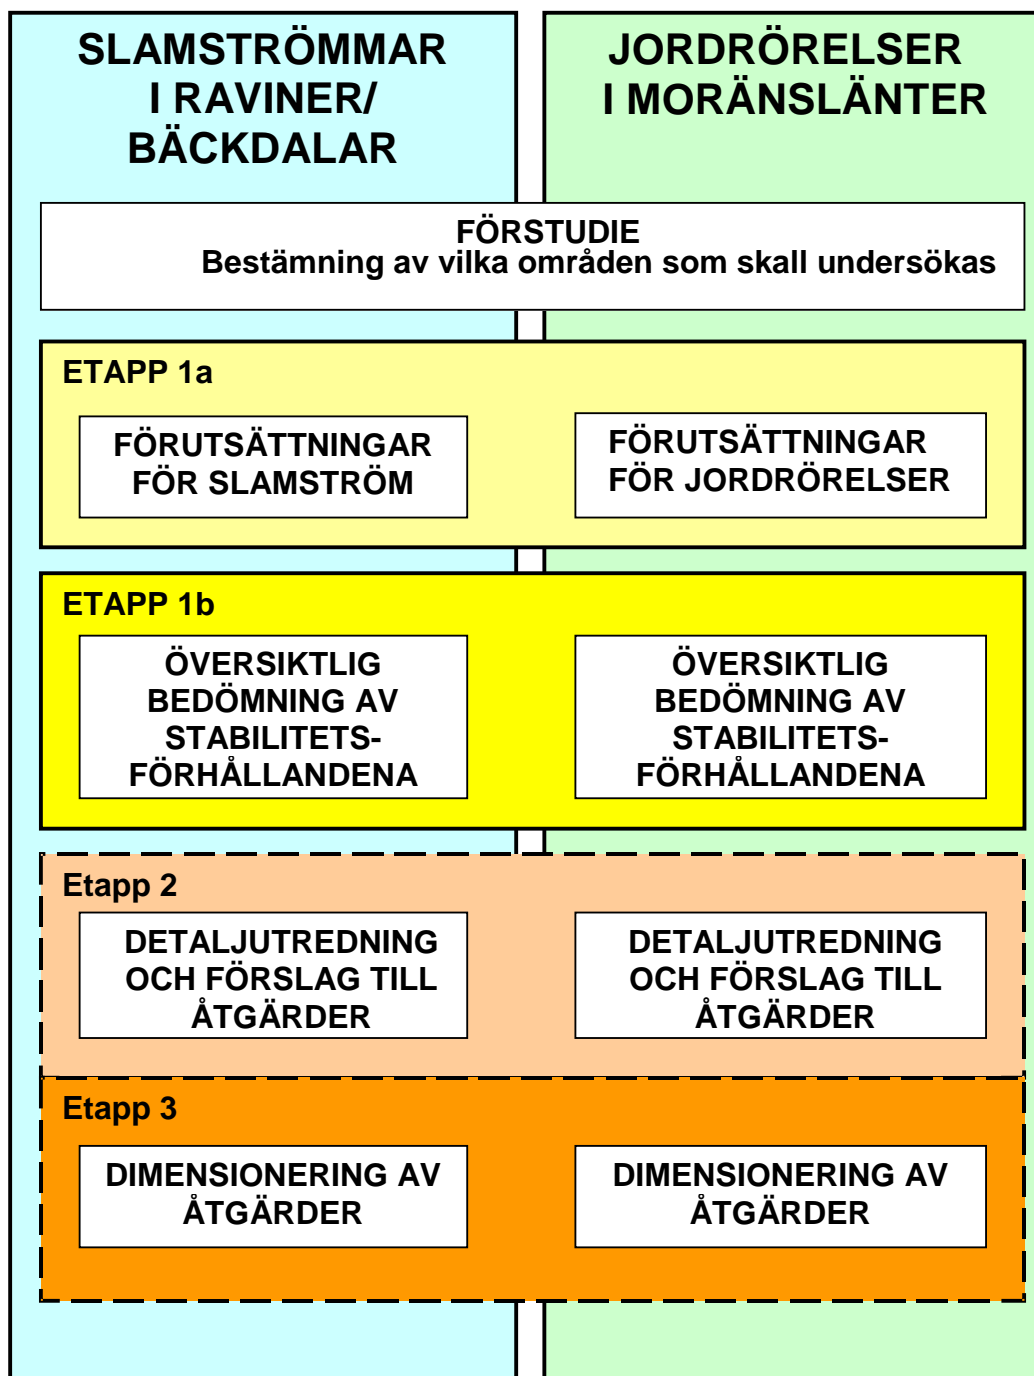 SLAMSTRÖMMAR
I RAVINER/
BÄCKDALAR
JORDRÖRELSER
I MORÄNSLÄNTER
FÖRSTUDIE
Bestämning av vilka områden som skall undersökas
ETAPP 1a
FÖRUTSÄTTNINGAR
FÖR SLAMSTRÖM
FÖRUTSÄTTNINGAR
FÖR JORDRÖRELSER
ETAPP 1b
ÖVERSIKTLIG
BEDÖMNING AV
STABILITETS-
FÖRHÅLLANDENA
ÖVERSIKTLIG
BEDÖMNING AV
STABILITETS-
FÖRHÅLLANDENA
Etapp 2
DETALJUTREDNING
OCH FÖRSLAG TILL
ÅTGÄRDER
DETALJUTREDNING
OCH FÖRSLAG TILL
ÅTGÄRDER
Etapp 3
DIMENSIONERING AV
ÅTGÄRDER
DIMENSIONERING AV
ÅTGÄRDER